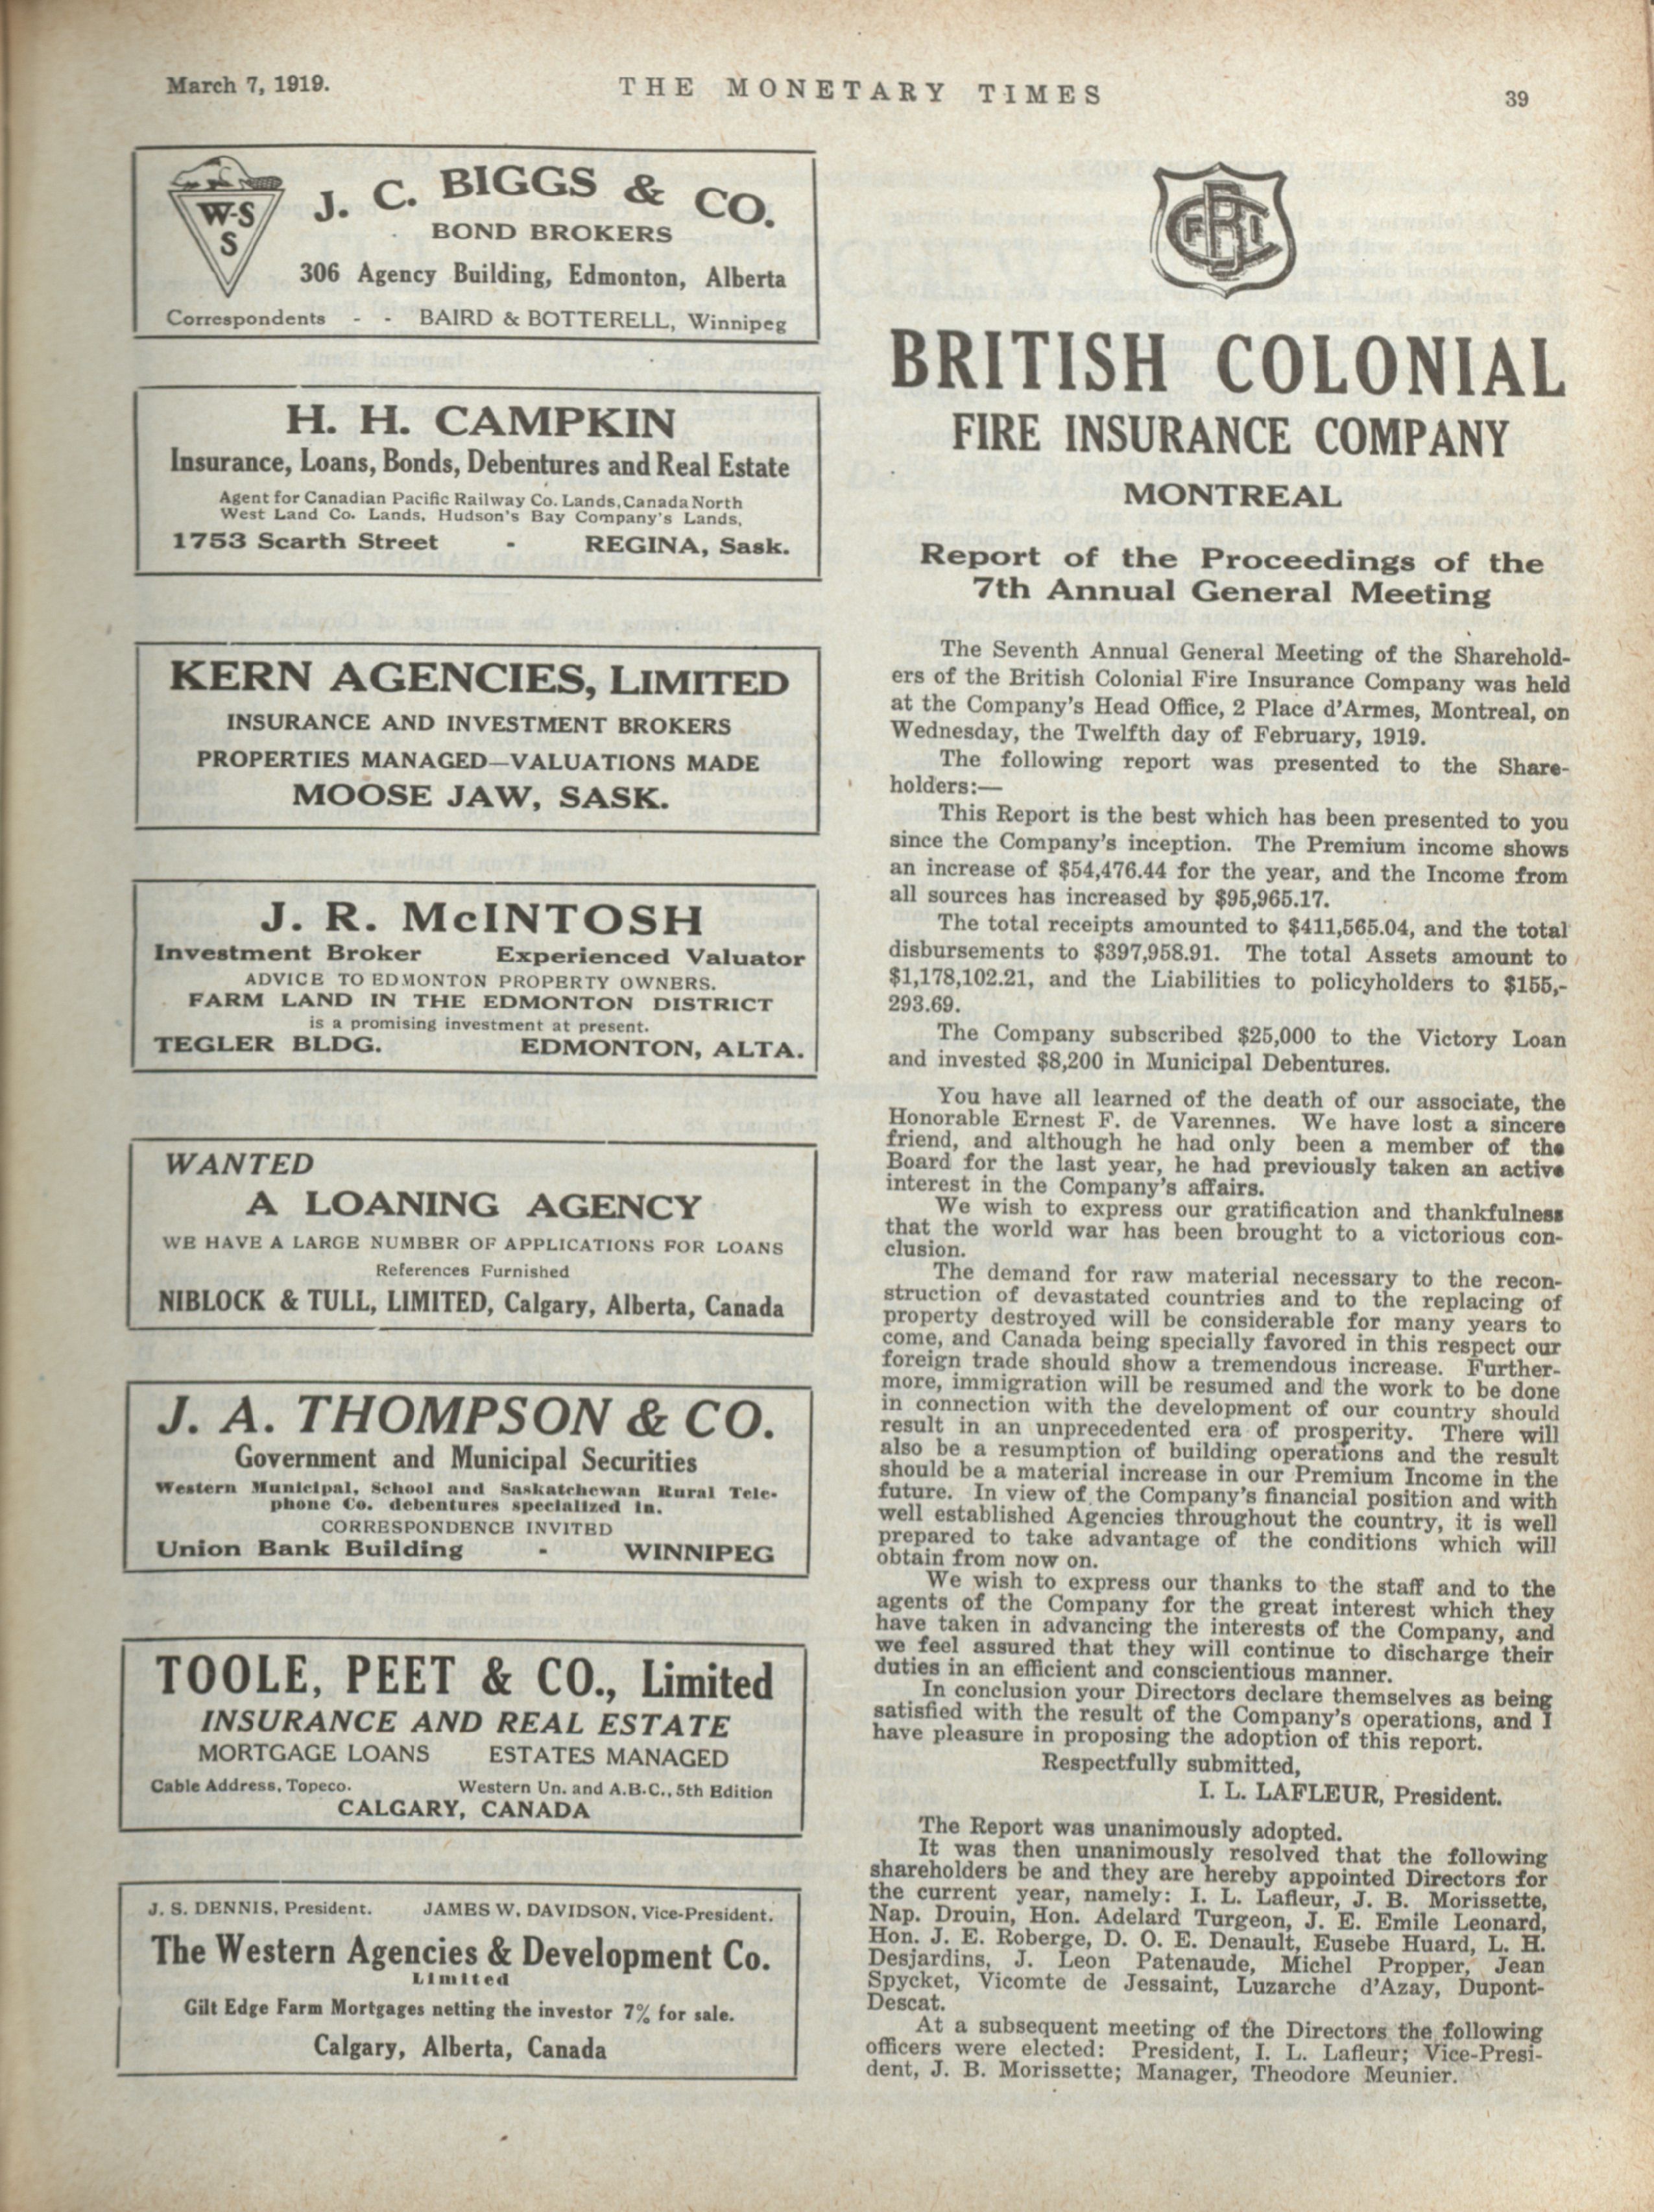 March 7, 1919.
THE MONETARY TIMES
39
W-S
S
J. C. BIGGS & CO.
BOND BROKERS
306 Agency Building, Edmonton, Alberta
Correspondents - - BAIRD & BOTTERELL, Winnipeg
H. H. CAMPKIN
Insurance, Loans, Bonds, Debentures and Real Estate
Agent for Canadian Pacific Railway Co. Lands, Canada North
West Land Co. Lands, Hudson's Bay Company's Lands,
1753 Scarth Street - REGINA, Sask.
KERN AGENCIES, LIMITED
INSURANCE AND INVESTMENT BROKERS
PROPERTIES MANAGED—VALUATIONS MADE
MOOSE JAW, SASK.
J. R. McINTOSH
Investment Broker Experienced Valuator
ADVICE TO EDMONTON PROPERTY OWNERS.
FARM LAND IN THE EDMONTON DISTRICT
is a promising investment at present.
TEGLER BLDG. EDMONTON, ALTA.
WANTED
A LOANING AGENCY
WE HAVE A LARGE NUMBER OF APPLICATIONS FOR LOANS
References Furnished
NIBLOCK & TULL, LIMITED, Calgary, Alberta, Canada
J. A. THOMPSON & CO.
Government and Municipal Securities
Western Municipal, School and Saskatchewan Rural Tele-
phone Co. debentures specialized in.
CORRESPONDENCE INVITED
Union Bank Building - WINNIPEG
TOOLE, PEET & CO., Limited
INSURANCE AND REAL ESTATE
MORTGAGE LOANS ESTATES MANAGED
Cable Address, Topeco. Western Un. and A.B.C., 5th Edition
CALGARY, CANADA
J. S. DENNIS, President. JAMES W. DAVIDSON, Vice-President.
The Western Agencies & Development Co.
Limited
Gilt Edge Farm Mortgages netting the investor 7% for sale.
Calgary, Alberta, Canada
BRITISH COLONIAL
FIRE INSURANCE COMPANY
MONTREAL
Report of the Proceedings of the
7th Annual General Meeting
The Seventh Annual General Meeting of the Sharehold-
ers of the British Colonial Fire Insurance Company was held
at the Company's Head Office, 2 Place d'Armes, Montreal, on
Wednesday, the Twelfth day of February, 1919.
The following report was presented to the Share-
holders:—
This Report is the best which has been presented to you
since the Company's inception. The Premium income shows
an increase of $54,476.44 for the year, and the Income from
all sources has increased by $95,965.17.
The total receipts amounted to $411,565.04, and the total
disbursements to $397,958.91. The total Assets amount to
$1,178,102.21, and the Liabilities to policyholders to $155,-
293.69.
The Company subscribed $25,000 to the Victory Loan
and invested $8,200 in Municipal Debentures.
You have all learned of the death of our associate, the
Honorable Ernest F. de Varennes. We have lost a sincere
friend, and although he had only been a member of the
Board for the last year, he had previously taken an active
interest in the Company's affairs.
We wish to express our gratification and thankfulness
that the world war has been brought to a victorious con-
clusion.
The demand for raw material necessary to the recon-
struction of devastated countries and to the replacing of
property destroyed will be considerable for many years to
come, and Canada being specially favored in this respect our
foreign trade should show a tremendous increase. Further-
more, immigration will be resumed and the work to be done
in connection with the development of our country should
result in an unprecedented era of prosperity. There will
also be a resumption of building operations and the result
should be a material increase in our Premium Income in the
future. In view of the Company's financial position and with
well established Agencies throughout the country, it is well
prepared to take advantage of the conditions which will
obtain from now on.
We wish to express our thanks to the staff and to the
agents of the Company for the great interest which they
have taken in advancing the interests of the Company, and
we feel assured that they will continue to discharge their
duties in an efficient and conscientious manner.
In conclusion your Directors declare themselves as being
satisfied with the result of the Company's operations, and I
have pleasure in proposing the adoption of this report.
Respectfully submitted,
I. L. LAFLEUR, President.
The Report was unanimously adopted.
It was then unanimously resolved that the following
shareholders be and they are hereby appointed Directors for
the current year, namely: I. L. Lafleur, J. B. Morissette,
Nap. Drouin, Hon. Adelard Turgeon, J. E. Emile Leonard,
Hon. J. E. Roberge, D. O. E. Denault, Eusebe Huard, L. H.
Desjardins, J. Leon Patenaude, Michel Propper, Jean
Spycket, Vicomte de Jessaint, Luzarche d'Azay, Dupont-
Descat.
At a subsequent meeting of the Directors the following
officers were elected: President, I. L. Lafleur; Vice-Presi-
dent, J. B. Morissette; Manager, Theodore Meunier.